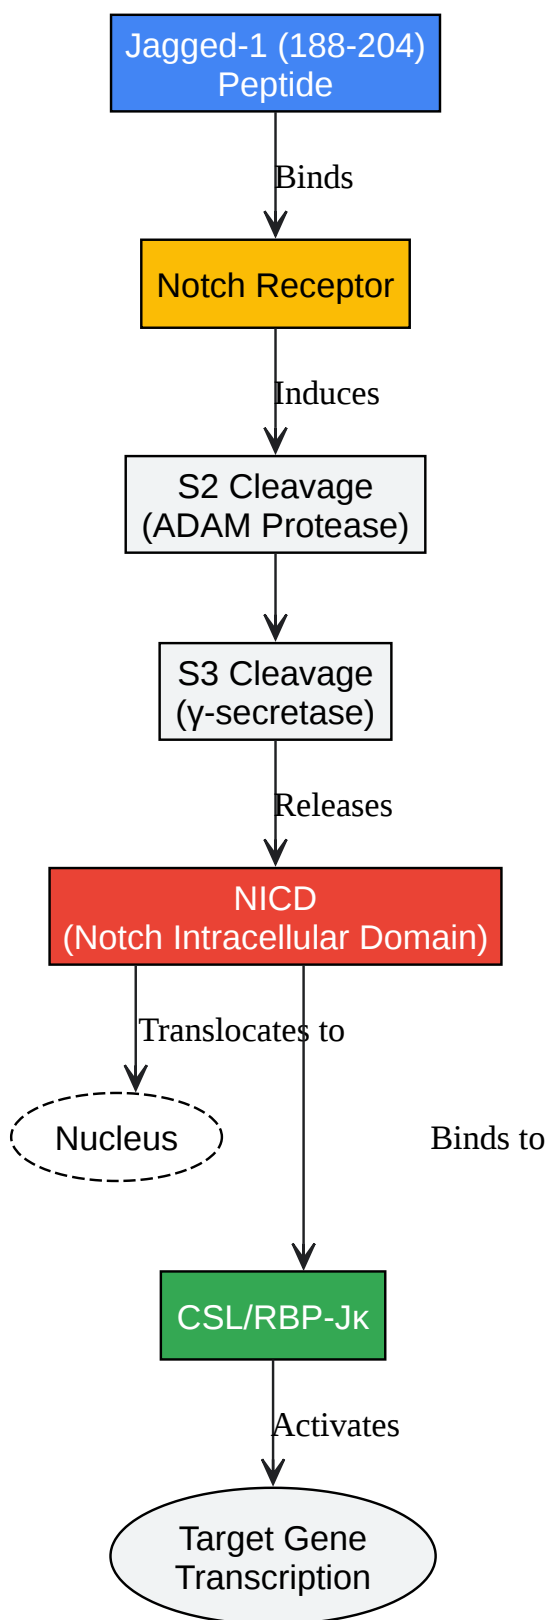 Jagged-1 (188-204)
Peptide
Binds
Notch Receptor
Induces
S2 Cleavage
(ADAM Protease)
S3 Cleavage
(γ-secretase)
Releases
NICD
(Notch Intracellular Domain)
Translocates to
Nucleus
Binds to
CSL/RBP-Jκ
Activates
Target Gene
Transcription